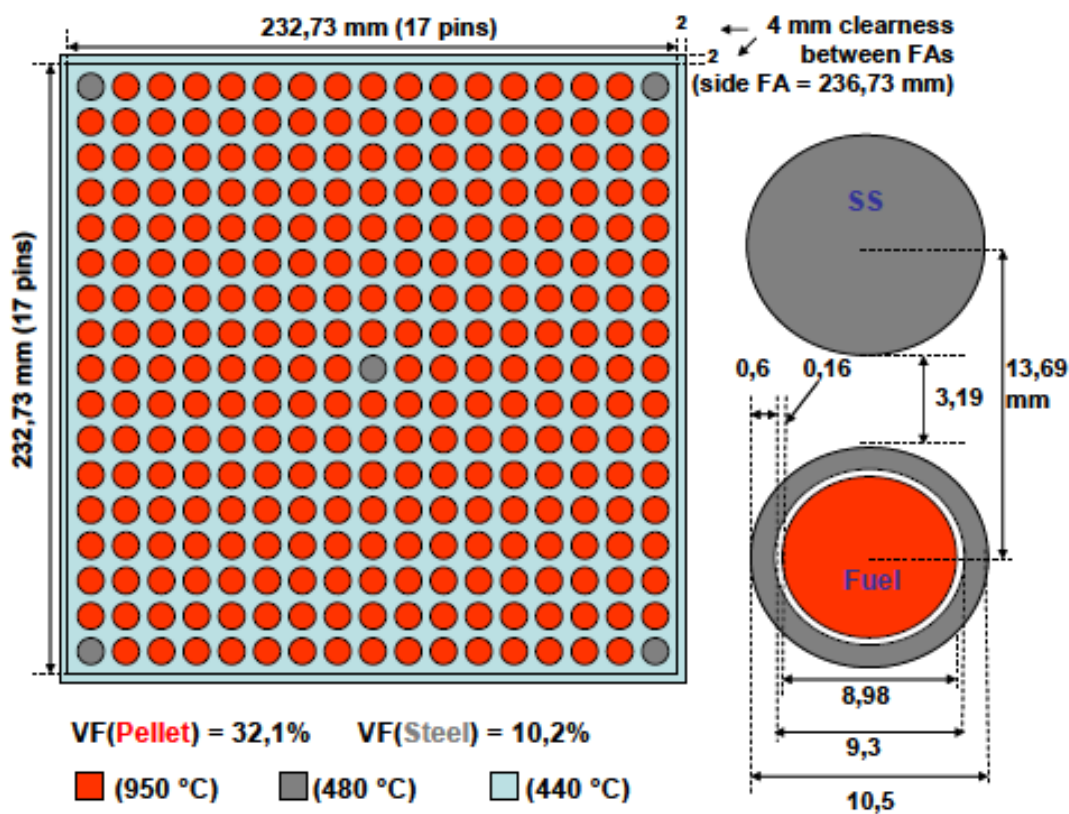 232,73 mm (17 pins)
2
4 mm clearness
between FAs
2
(side FA = 236,73 mm)
232,73 mm (17 pins)
SS
0,6
0,16
13,69
mm
3,19
Fuel
8,98
9,3
10,5
VF(Pellet) = 32,1%
VF(Steel) = 10,2%
(950 °C)
(480 °C)
(440 °C)